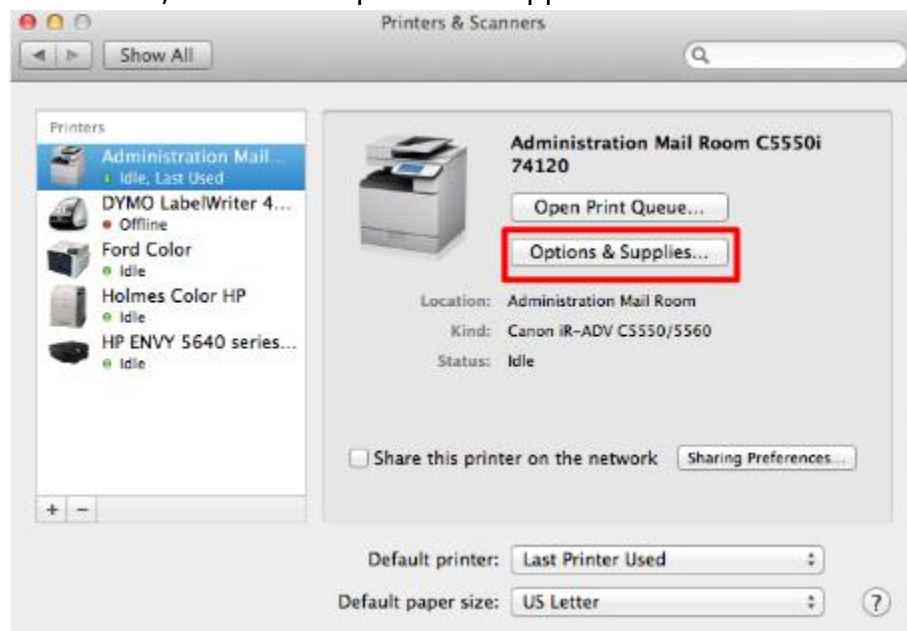 Printers & Scanners
Show All
Printers
Administration Mail...
Idle, Last Used
DYMO LabelWriter 4...
Offline
Ford Color
Idle
Holmes Color HP
Idle
HP ENVY 5640 series...
Idle
+ −
Administration Mail Room C5550i
74120
Open Print Queue...
Options & Supplies...
Location: Administration Mail Room
Kind: Canon iR-ADV C5550/5560
Status: Idle
Share this printer on the network Sharing Preferences...
Default printer: Last Printer Used
Default paper size: US Letter ?